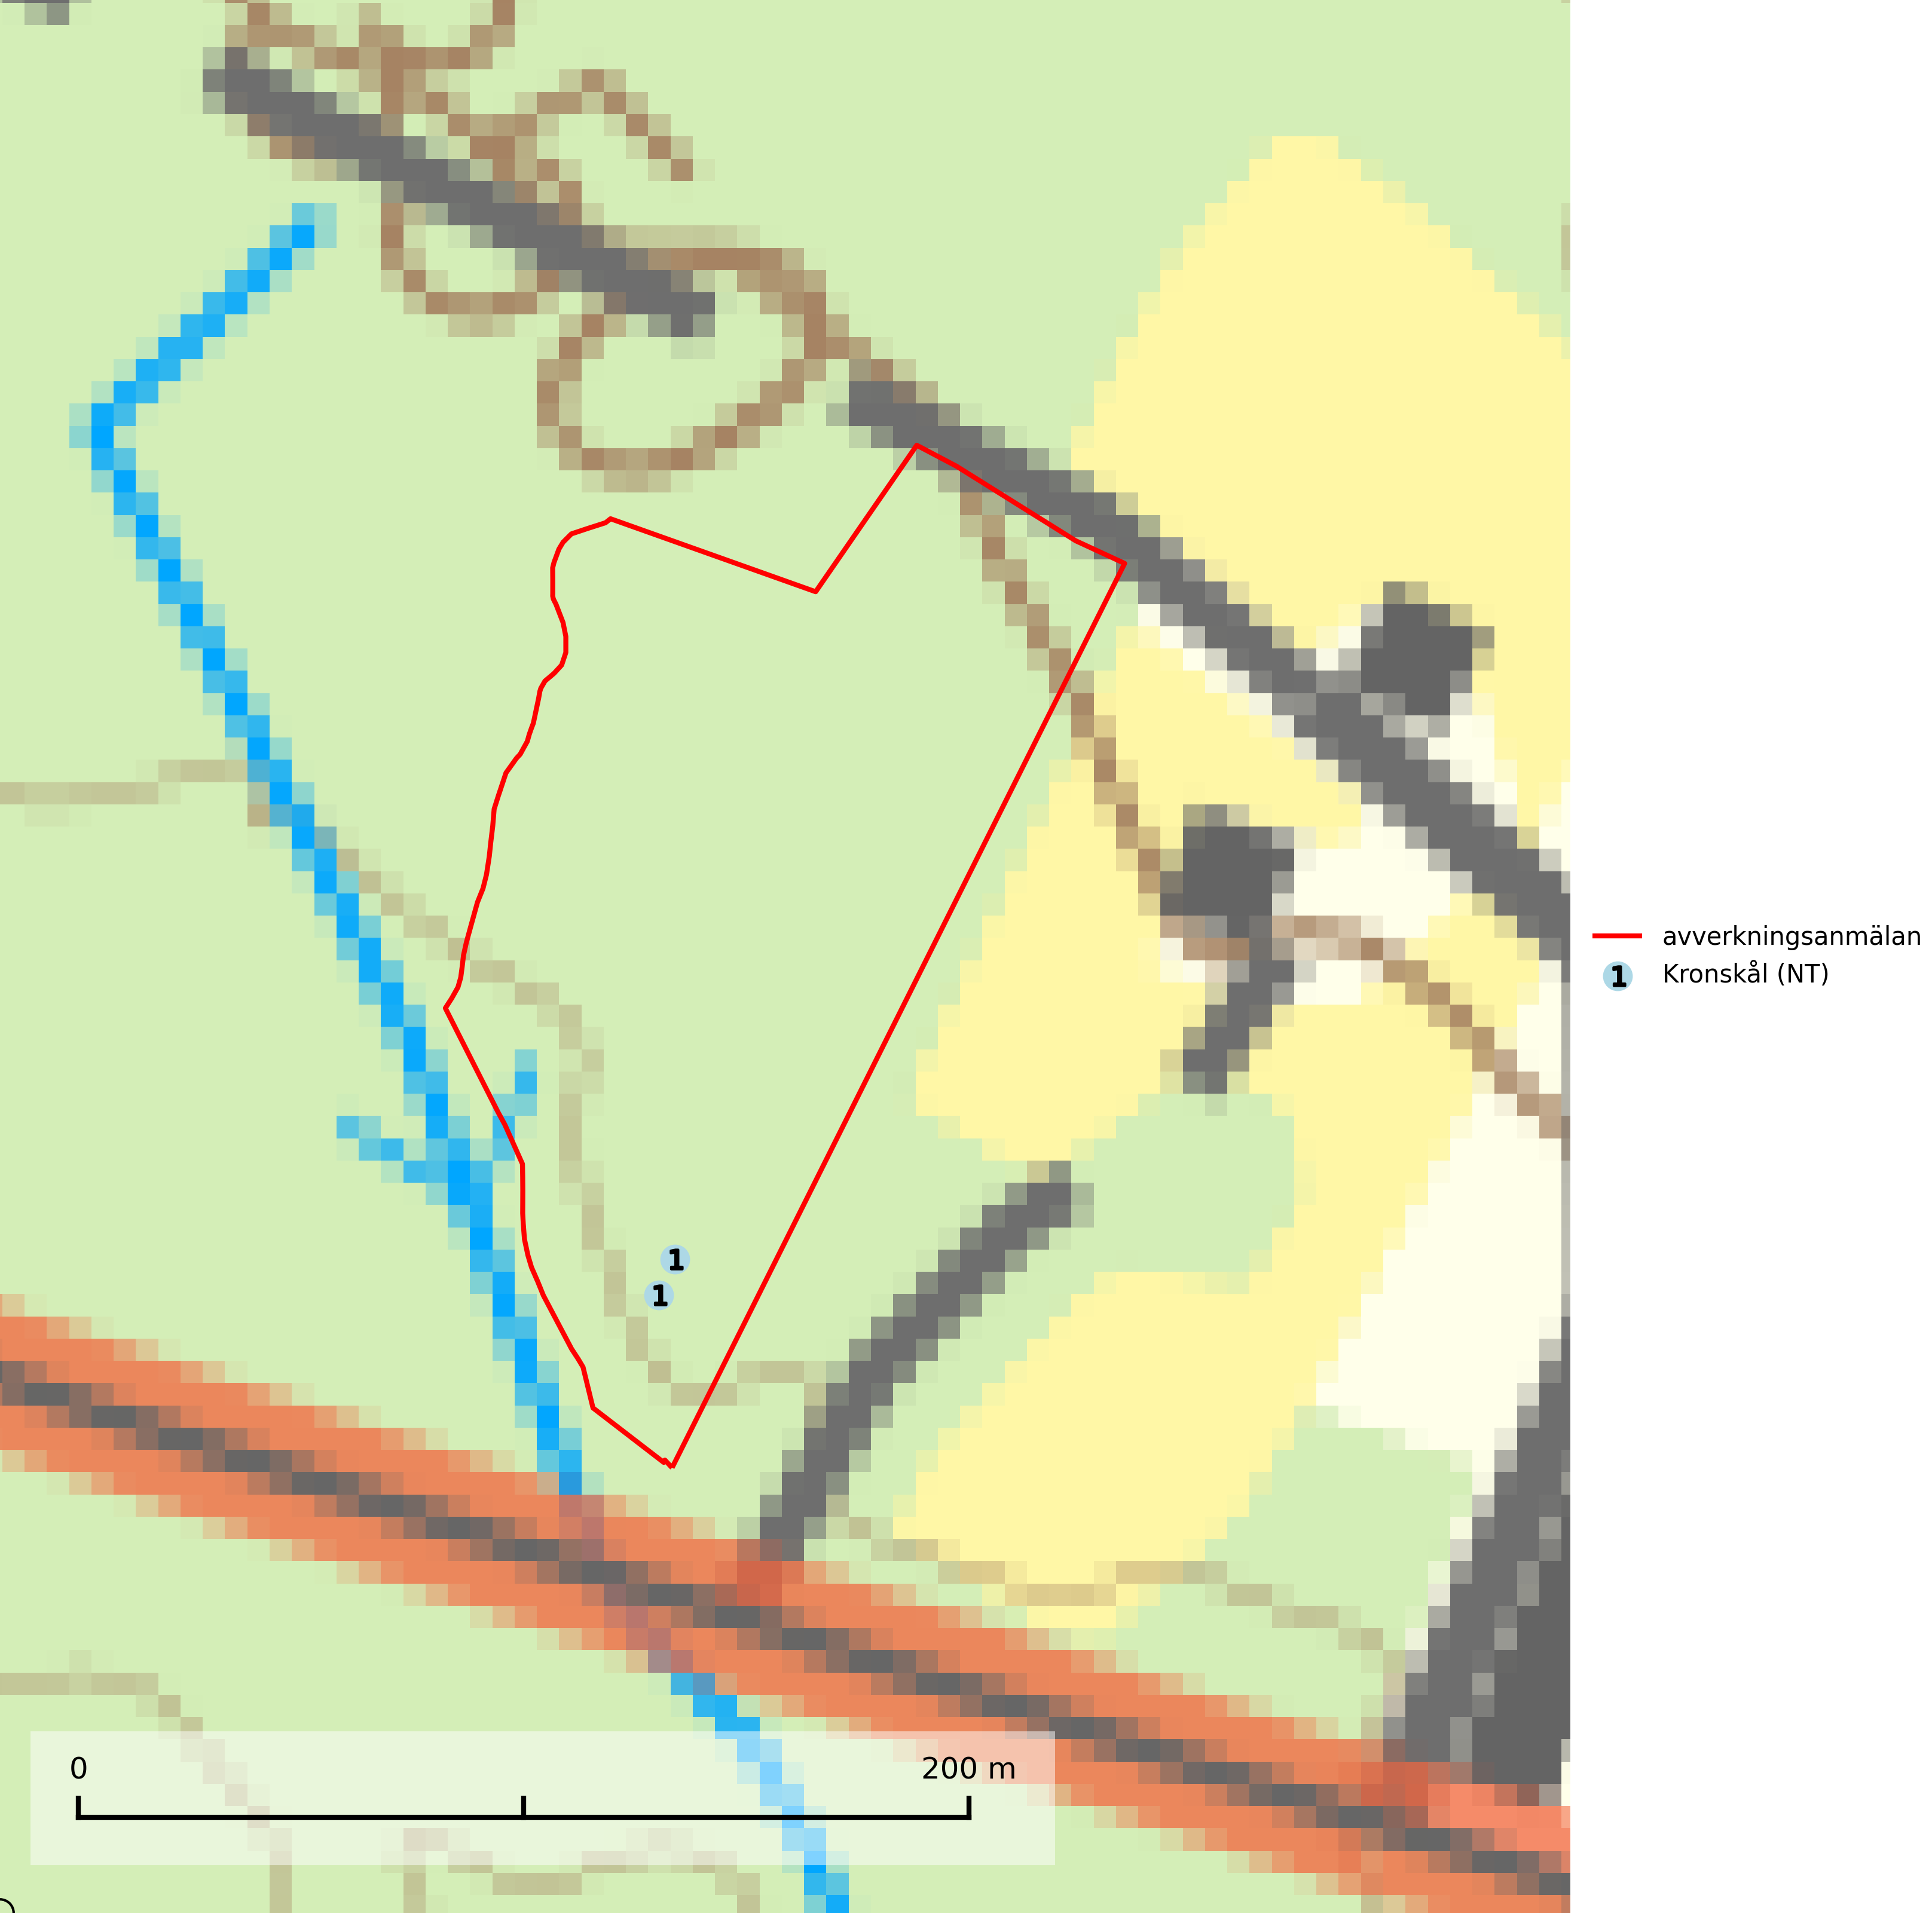 avverkningsanmälan
1 Kronskål (NT)
1
1
0 200 m